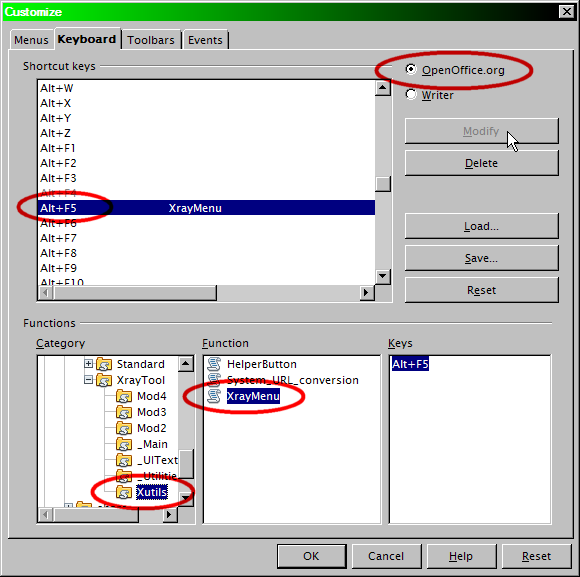 Customize
Menus Keyboard Toolbars Events
Shortcut keys
Alt+W
Alt+X
Alt+Y
Alt+Z
Alt+F1
Alt+F2
Alt+F3
Alt+F4
Alt+F5 XrayMenu
Alt+F6
Alt+F7
Alt+F8
Alt+F9
Alt+F10
OpenOffice.org
Writer
Modify
Delete
Load...
Save...
Reset
Functions
Category
Standard
XrayTool
Mod4
Mod3
Mod2
_Main
_UIText
_Utilitie
Xutils
Function
HelperButton
System_URL_conversion
XrayMenu
Keys
Alt+F5
OK Cancel Help Reset